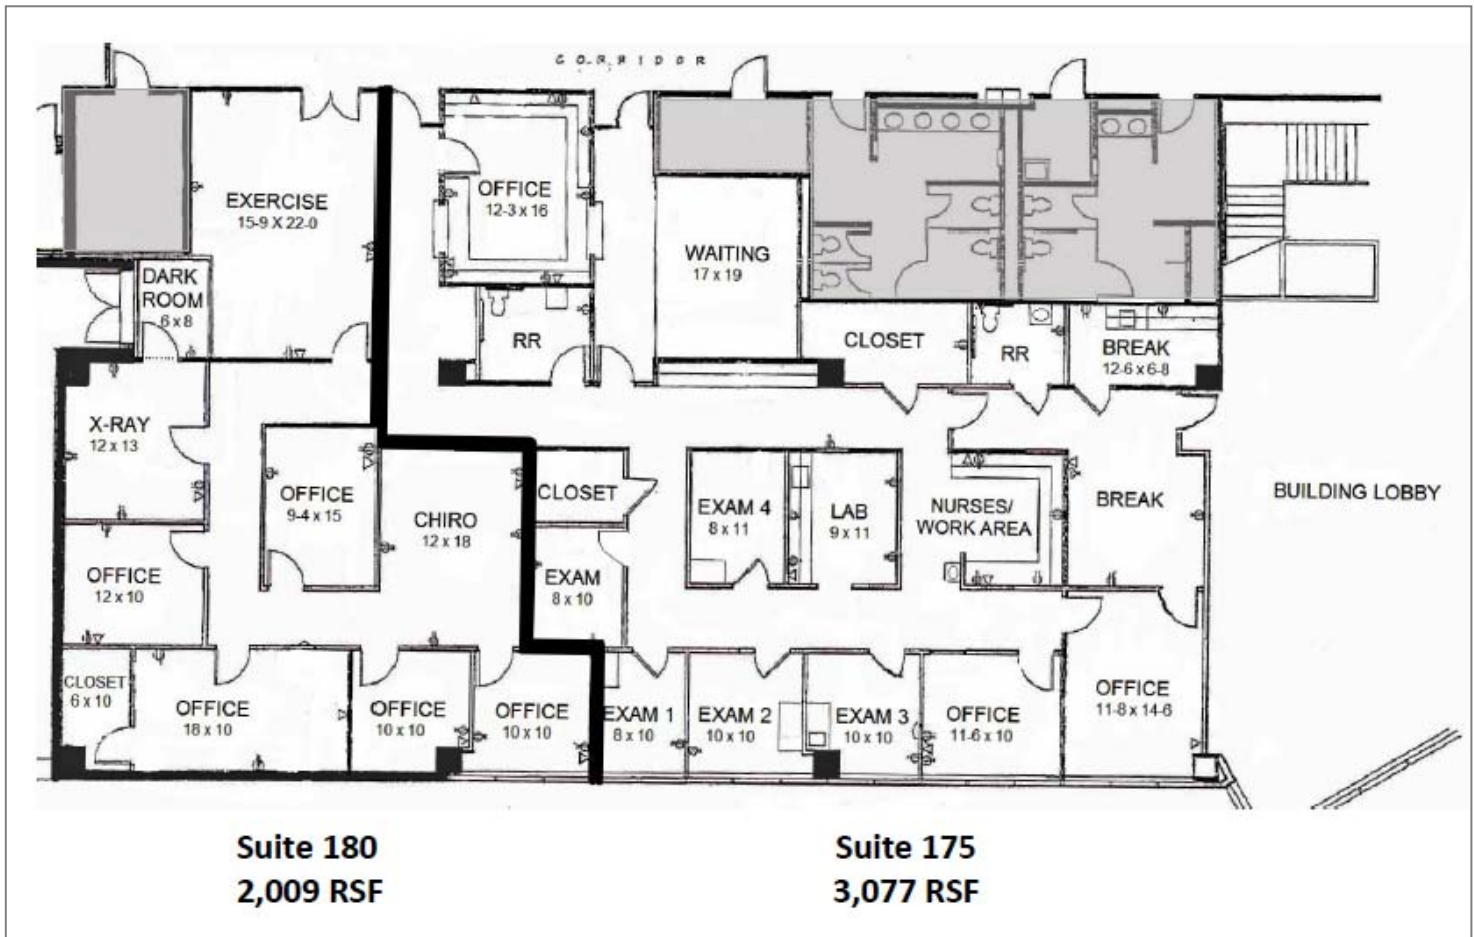 CORRIDOR
EXERCISE
15-9 X 22-0
OFFICE
12-3 x 16
WAITING
17 x 19
DARK
ROOM
6 x 8
RR
CLOSET
RR
BREAK
12-6 x 6-8
X-RAY
12 x 13
OFFICE
9-4 x 15
CHIRO
12 x 18
CLOSET
EXAM 4
8 x 11
LAB
9 x 11
NURSES/
WORK AREA
BREAK
BUILDING LOBBY
OFFICE
12 x 10
EXAM
8 x 10
CLOSET
6 x 10
OFFICE
18 x 10
OFFICE
10 x 10
OFFICE
10 x 10
EXAM 1
8 x 10
EXAM 2
10 x 10
EXAM 3
10 x 10
OFFICE
11-6 x 10
OFFICE
11-8 x 14-6
Suite 180
2,009 RSF
Suite 175
3,077 RSF